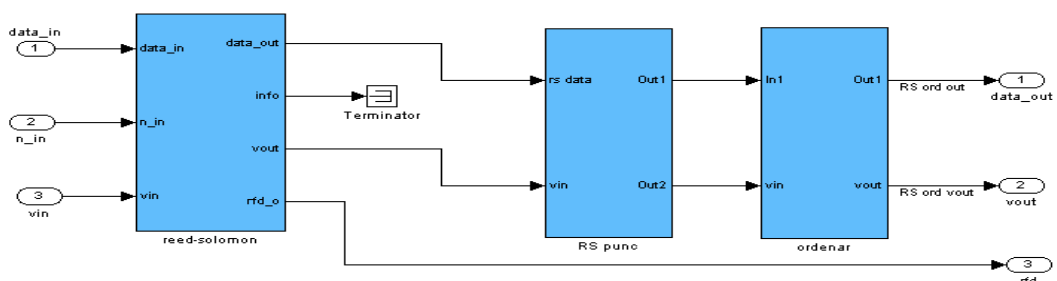 data_in
1
data_in
n_in
2
n_in
vin
3
vin
data_out
info
vout
rfd_o
reed-solomon
Terminator
rs data
vin
Out1
Out2
RS punc
In1
vin
Out1
vout
ordenar
RS ord out
RS ord vout
1
data_out
2
vout
3
rfd